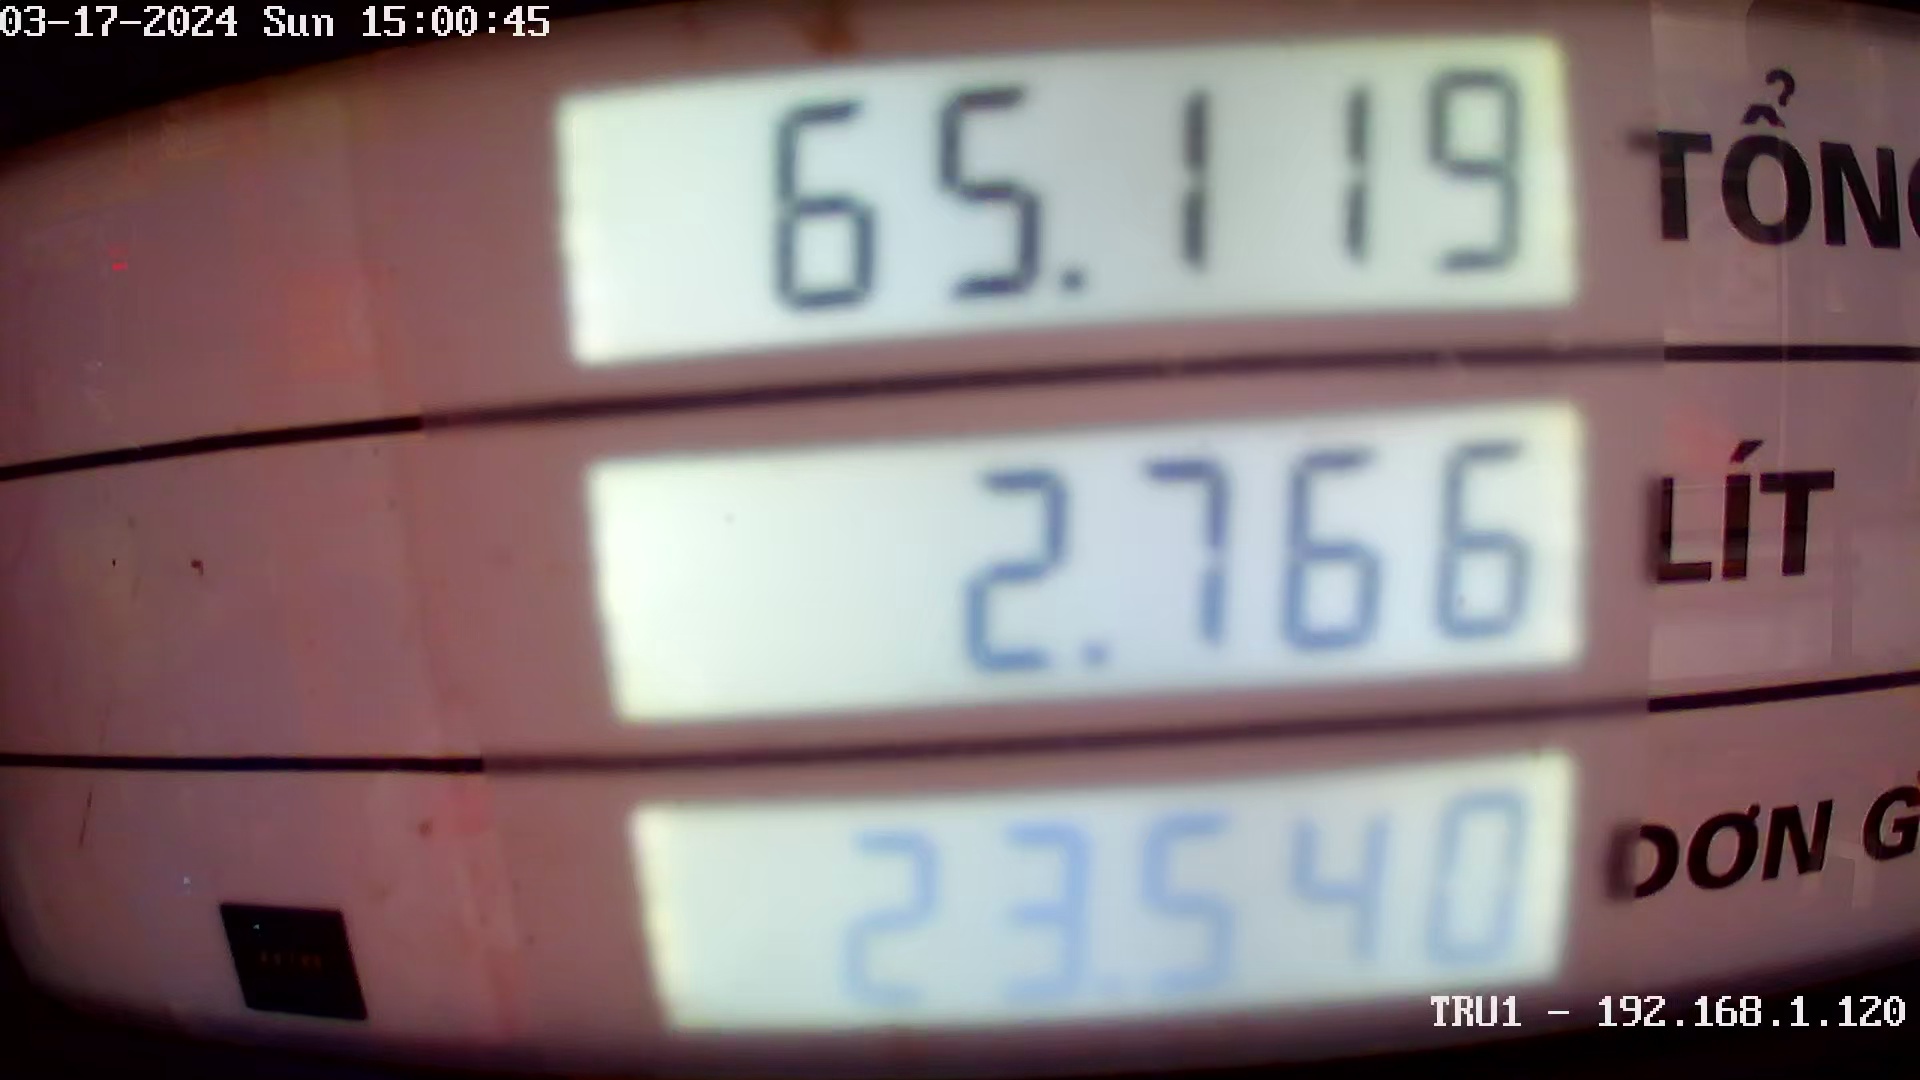 03-17-2024 Sun 15:00:45
65.119
TỔNG
2.766
LÍT
23.540
ĐƠN G
TRU1 - 192.168.1.120